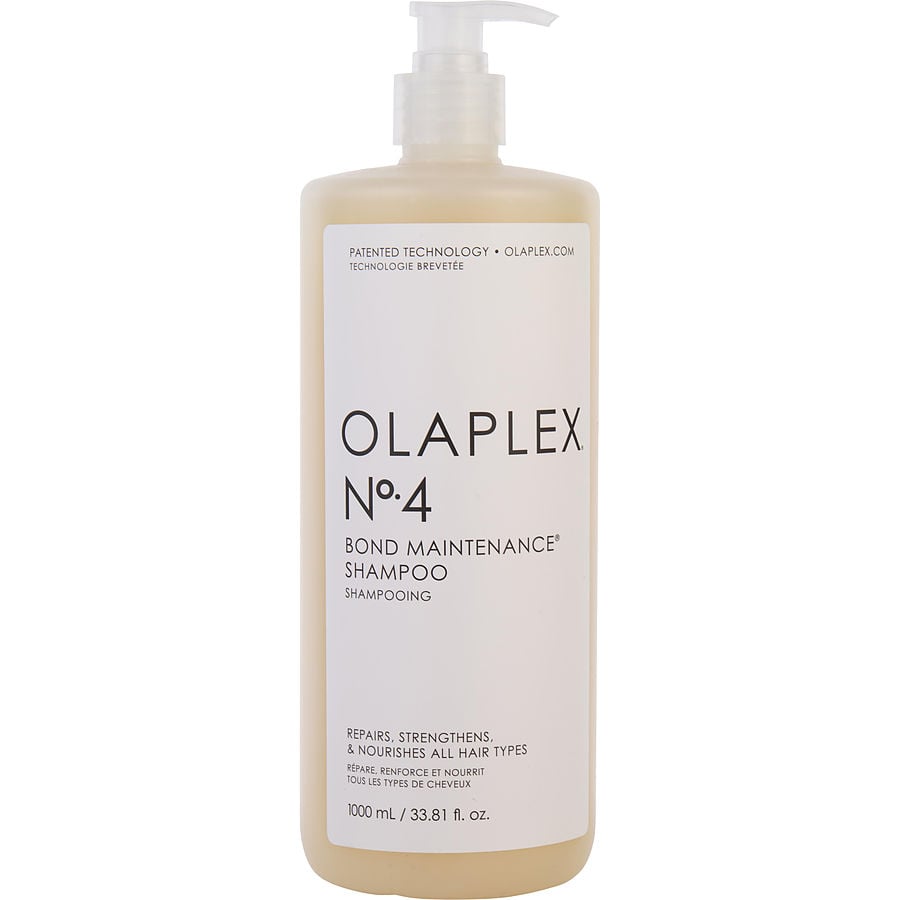 PATENTED TECHNOLOGY • OLAPLEX.COM
TECHNOLOGIE BREVETÉE
OLAPLEX.
Nº.4
BOND MAINTENANCE®
SHAMPOO
SHAMPOOING
REPAIRS, STRENGTHENS,
& NOURISHES ALL HAIR TYPES
RÉPARE, RENFORCE ET NOURRIT
TOUS LES TYPES DE CHEVEUX
1000 mL / 33.81 fl. oz.